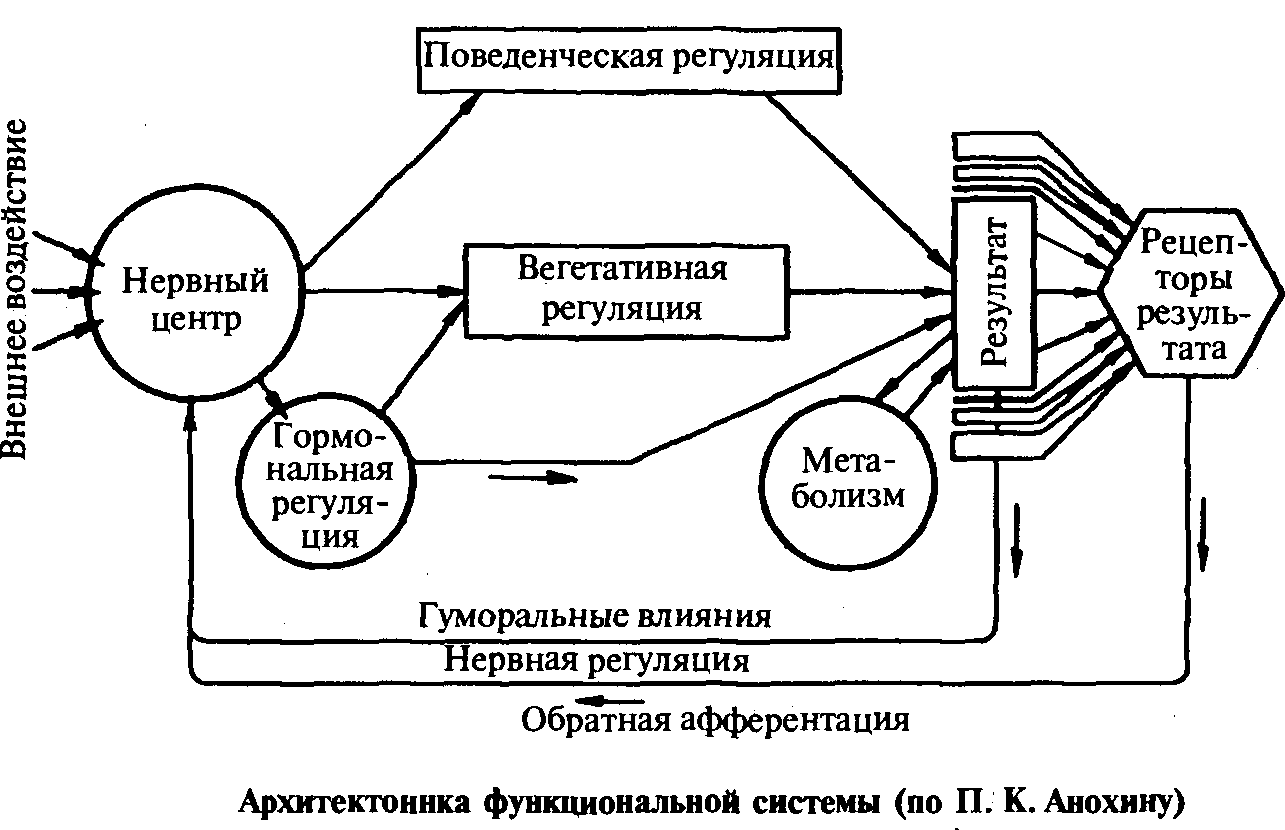 Поведенческая регуляция
Внешнее воздействие
Нервный
центр
Вегетативная
регуляция
Результат
Рецеп-
торы
резуль-
тата
Гормо-
нальная
регуля-
ция
Мета-
болизм
Гуморальные влияния
Нервная регуляция
Обратная афферентация
Архитектоннка функциональной системы (по П. К. Анохину)